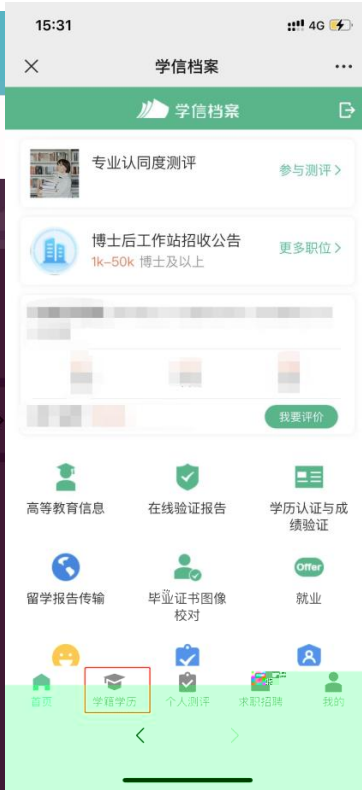 15:31
4G
学信档案
学信档案
专业认同度测评
参与测评
博士后工作站招收公告
更多职位
1k-50k 博士及以上
我要评价
高等教育信息
在线验证报告
学历认证与成
绩验证
留学报告传输
毕业证书图像
校对
Offer
就业
首页
学籍学历
个人测评
求职招聘
我的